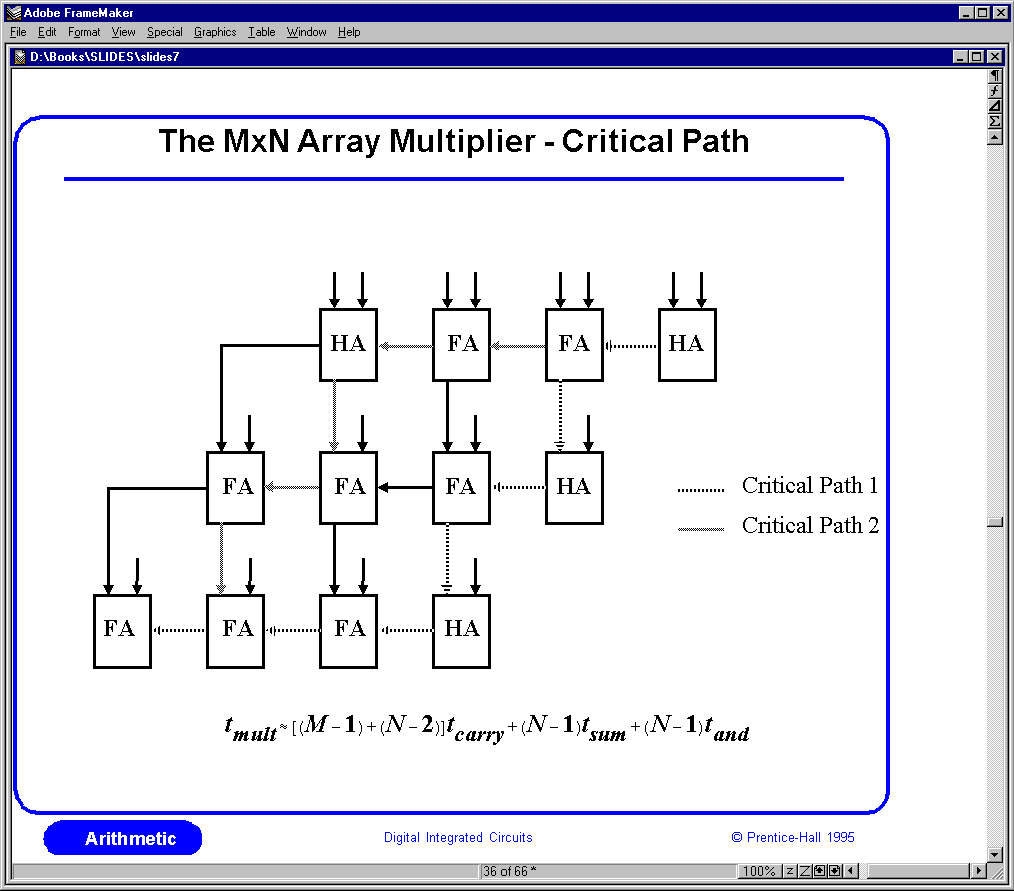 Adobe FrameMaker
File Edit Format View Special Graphics Table Window Help
D:\Books\SLIDES\slides7
The MxN Array Multiplier - Critical Path
HA FA FA HA
FA FA FA HA
Critical Path 1
Critical Path 2
FA FA FA HA
t_mult ≈ [(M − 1) + (N − 2)]t_carry + (N − 1)t_sum + (N − 1)t_and
Arithmetic
Digital Integrated Circuits
© Prentice-Hall 1995
36 of 66 *
100% z Z